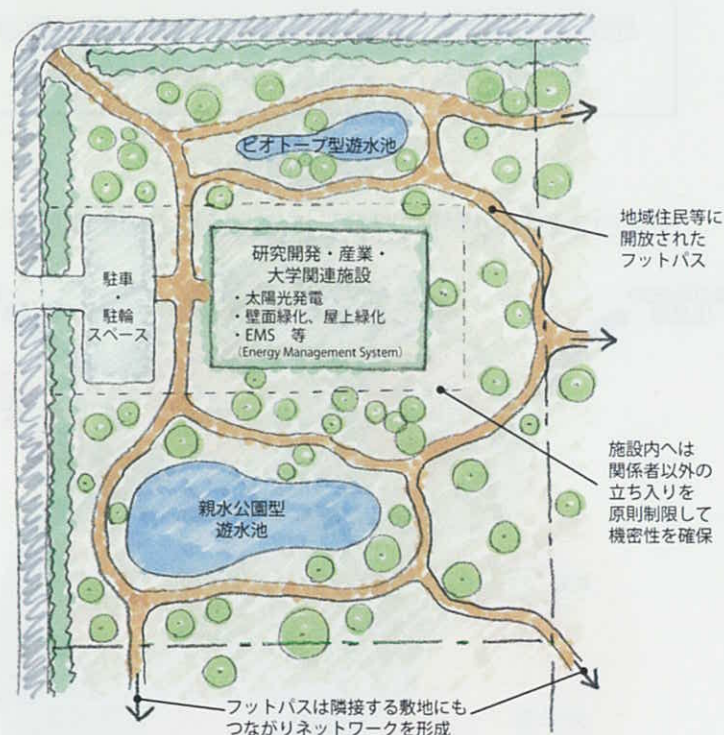 ビオトープ型遊水池
地域住民等に
開放された
フットパス
研究開発・産業・
大学関連施設
・太陽光発電
・壁面緑化、屋上緑化
・EMS 等
(Energy Management System)
駐車
・
駐輪
スペース
施設内へは
関係者以外の
立ち入りを
原則制限して
機密性を確保
親水公園型
遊水池
フットパスは隣接する敷地にも
つながりネットワークを形成